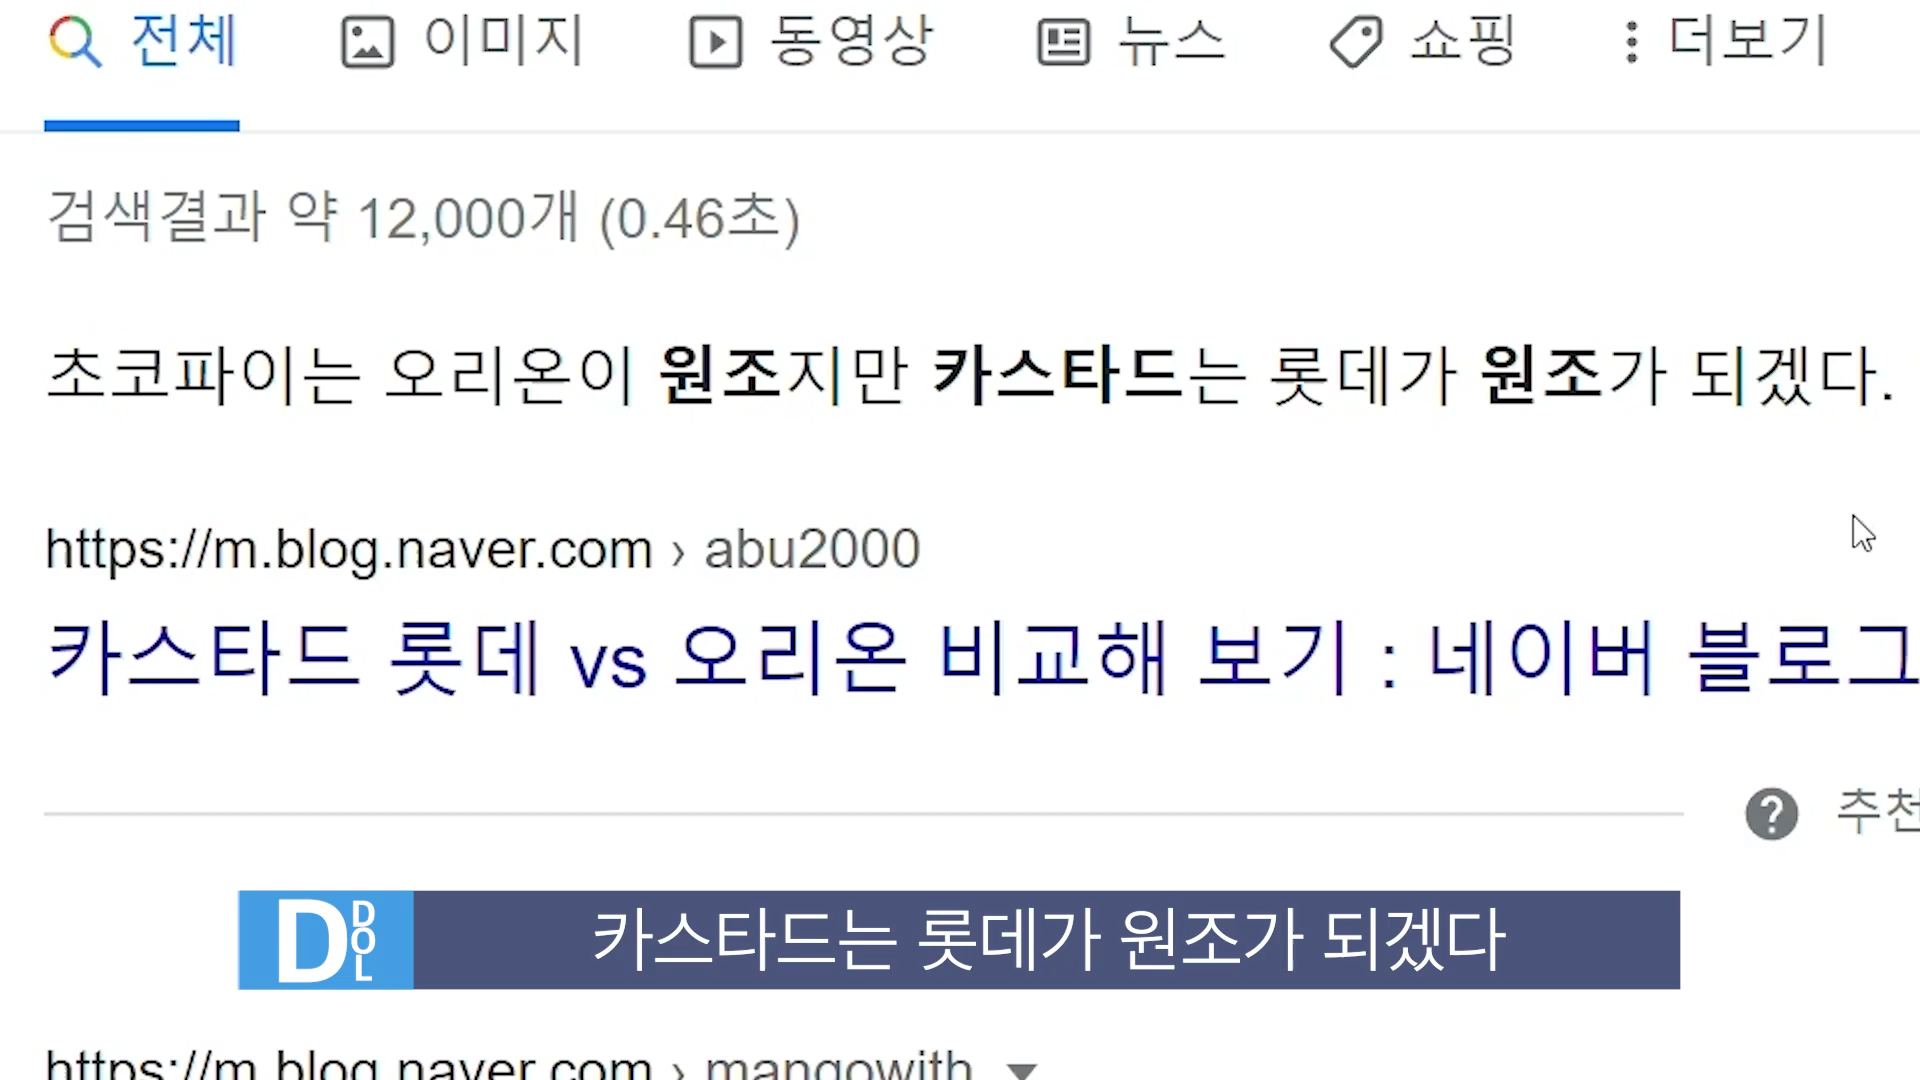 전체 이미지 동영상 뉴스 쇼핑 더보기
검색결과 약 12,000개 (0.46초)
초코파이는 오리온이 원조지만 카스타드는 롯데가 원조가 되겠다.
https://m.blog.naver.com › abu2000
카스타드 롯데 vs 오리온 비교해 보기 : 네이버 블로그
추천
D DOL 카스타드는 롯데가 원조가 되겠다
https://m.blog.naver.com › mangowith